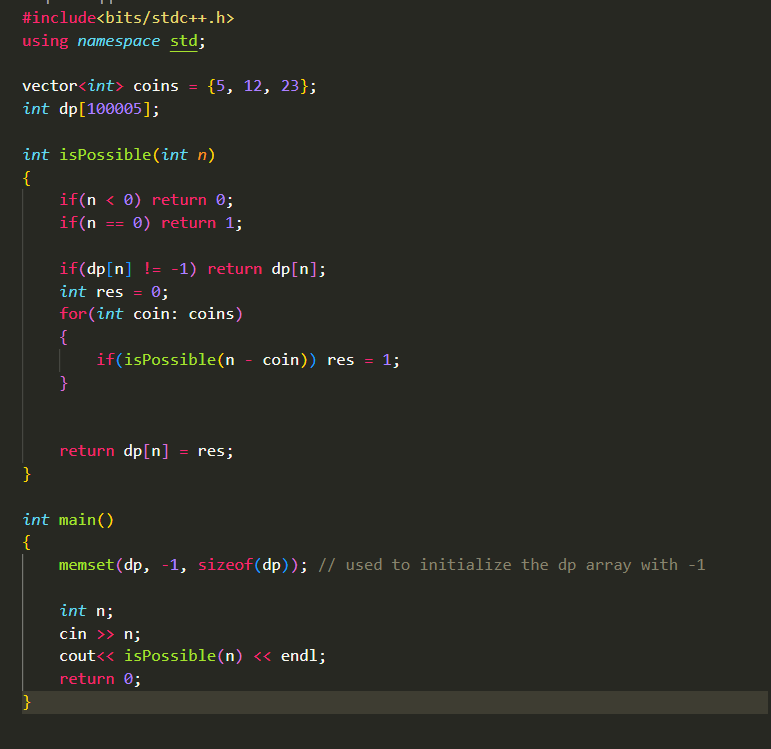 #include<bits/stdc++.h>
using namespace std;
vector<int> coins = {5, 12, 23};
int dp[100005];
int isPossible(int n)
{
if(n < 0) return 0;
if(n == 0) return 1;
if(dp[n] != -1) return dp[n];
int res = 0;
for(int coin: coins)
{
if(isPossible(n - coin)) res = 1;
}
return dp[n] = res;
}
int main()
{
memset(dp, -1, sizeof(dp)); // used to initialize the dp array with -1
int n;
cin >> n;
cout<< isPossible(n) << endl;
return 0;
}